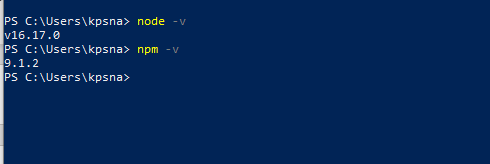 PS C:\Users\kpsna> node -v
v16.17.0
PS C:\Users\kpsna> npm -v
9.1.2
PS C:\Users\kpsna>